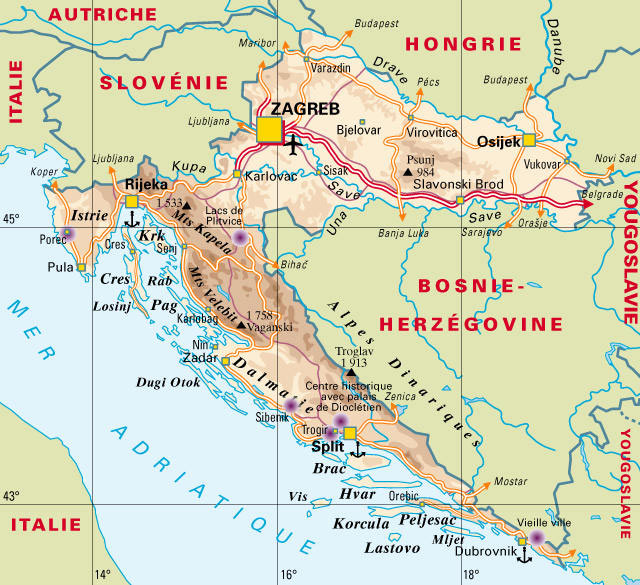 AUTRICHE
Budapest
Maribor
HONGRIE
Danube
ITALIE
SLOVÉNIE
Varazdin
Drave
Pécs
Budapest
ZAGREB
Ljubljana
Bjelovar
Virovitica
Osijek
Koper
Ljubljana
Kupa
Karlovac
Sisak
Save
Psunj
984
Slavonski Brod
Vukovar
Novi Sad
Belgrade
YOUGOSLAVIE
Rijeka
1 533
Lacs de
Plitvice
Una
Banja Luka
Save
Sarajevo
Orašje
45°
Istrie
Porec
Pula
Krk
Cres
Senj
Mts Kapela
Bihać
BOSNIE-
HERZÉGOVINE
Cres
Losinj
Rab
Pag
Mts Velebit
Karlobag
1 758
Vaganski
Alpes Dinariques
MER ADRIATIQUE
Nin
Zadar
Troglav
1 913
Dugi Otok
Dalmatie
Centre historique
avec palais
de Dioclétien
Zenica
Sibenik
Trogir
Split
Brac
Mostar
YOUGOSLAVIE
43°
Vis
Hvar
Orebic
ITALIE
Korcula
Peljesac
Mljet
Lastovo
Vieille ville
Dubrovnik
14°
16°
18°